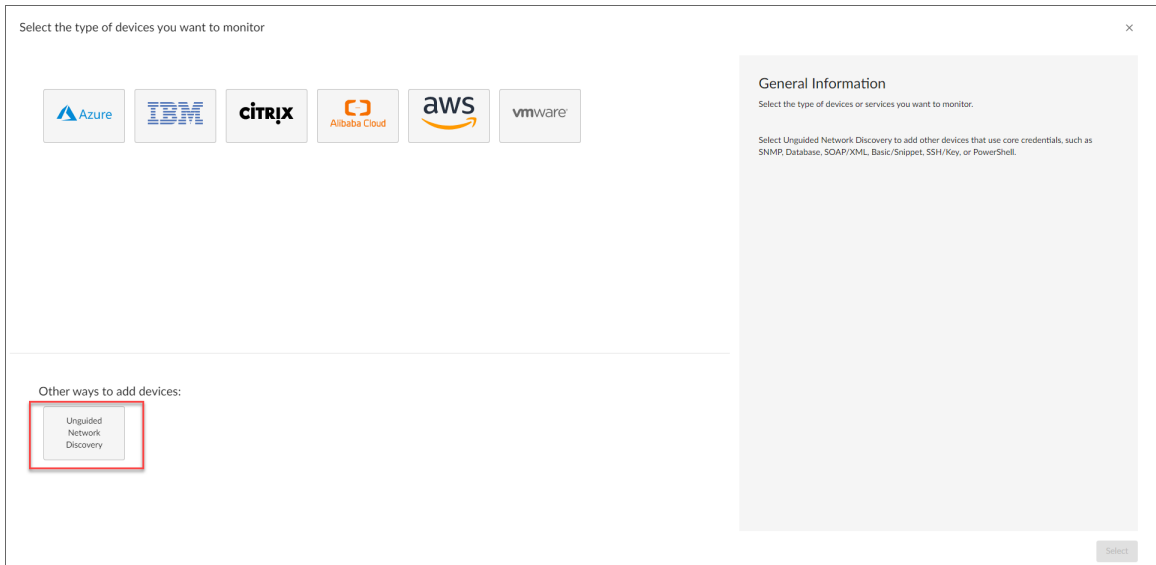 Select the type of devices you want to monitor
×
Azure
IBM
CITRIX
Alibaba Cloud
aws
vmware
General Information
Select the type of devices or services you want to monitor.
Select Unguided Network Discovery to add other devices that use core credentials, such as
SNMP, Database, SOAP/XML, Basic/Snippet, SSH/Key, or PowerShell.
Other ways to add devices:
Unguided
Network
Discovery
Select